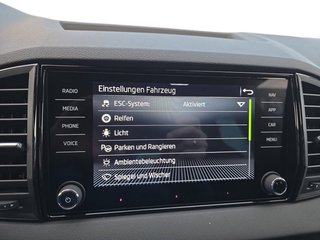 Einstellungen Fahrzeug
ESC-System: Aktiviert
Reifen
Licht
Parken und Rangieren
Ambientebeleuchtung
Spiegel und Wischer
RADIO
MEDIA
PHONE
VOICE
NAV
APP
CAR
MENU